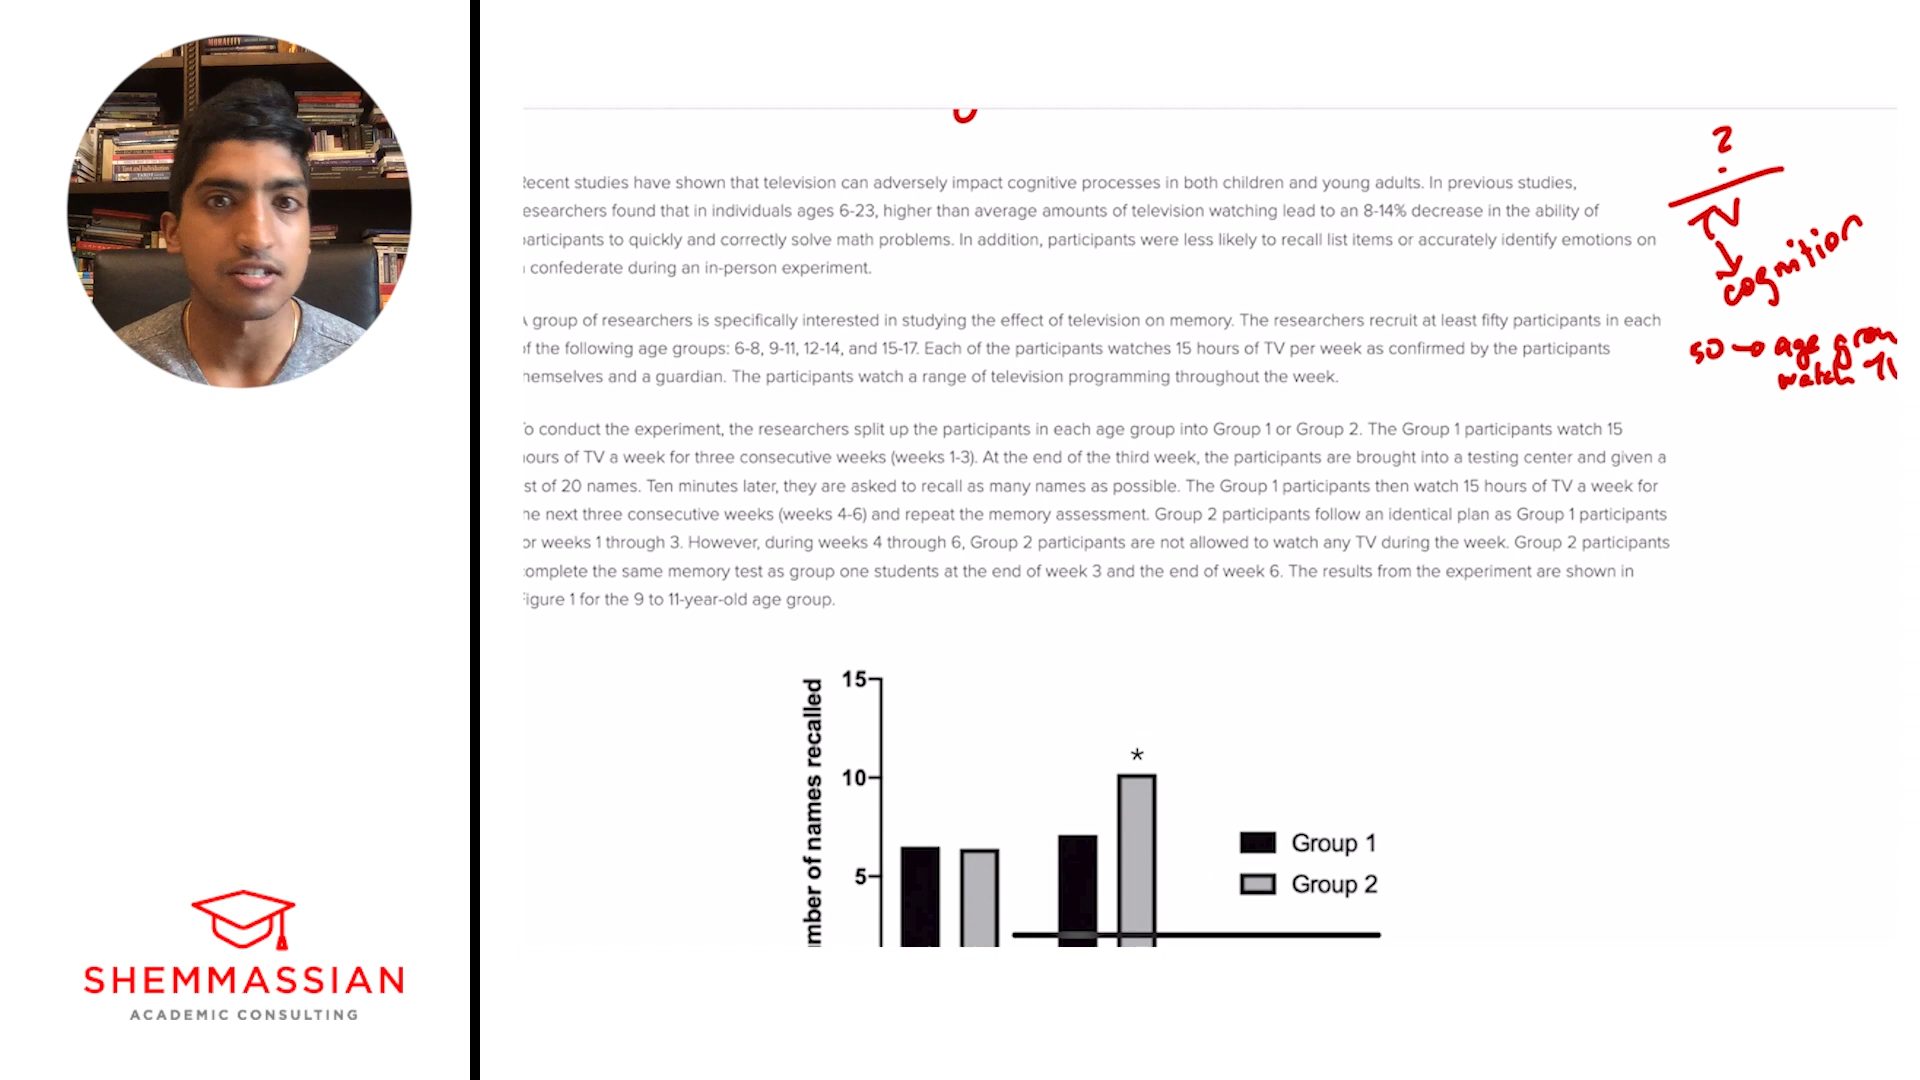 SHEMMASSIAN
ACADEMIC CONSULTING
Recent studies have shown that television can adversely impact cognitive processes in both children and young adults. In previous studies,
esearchers found that in individuals ages 6-23, higher than average amounts of television watching lead to an 8-14% decrease in the ability of
articipants to quickly and correctly solve math problems. In addition, participants were less likely to recall list items or accurately identify emotions on
confederate during an in-person experiment.
A group of researchers is specifically interested in studying the effect of television on memory. The researchers recruit at least fifty participants in each
of the following age groups: 6-8, 9-11, 12-14, and 15-17. Each of the participants watches 15 hours of TV per week as confirmed by the participants
hemselves and a guardian. The participants watch a range of television programming throughout the week.
To conduct the experiment, the researchers split up the participants in each age group into Group 1 or Group 2. The Group 1 participants watch 15
ours of TV a week for three consecutive weeks (weeks 1-3). At the end of the third week, the participants are brought into a testing center and given a
st of 20 names. Ten minutes later, they are asked to recall as many names as possible. The Group 1 participants then watch 15 hours of TV a week for
he next three consecutive weeks (weeks 4-6) and repeat the memory assessment. Group 2 participants follow an identical plan as Group 1 participants
or weeks 1 through 3. However, during weeks 4 through 6, Group 2 participants are not allowed to watch any TV during the week. Group 2 participants
omplete the same memory test as group one students at the end of week 3 and the end of week 6. The results from the experiment are shown in
Figure 1 for the 9 to 11-year-old age group.
?
TV
cognition
50 → age grou
watch TV
mber of names recalled
15
10
5
*
Group 1
Group 2